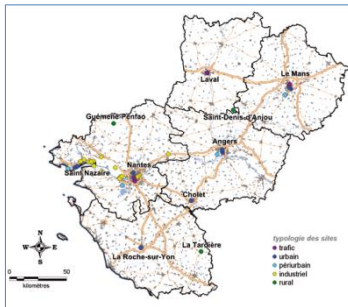 Laval
Le Mans
Saint-Denis d'Anjou
Guéméné-Penfao
Angers
Saint Nazaire
Nantes
Cholet
La Roche-sur-Yon
La Tardière
N
W E
S
0 50
kilomètres
typologie des sites
trafic
urbain
périurbain
industriel
rural